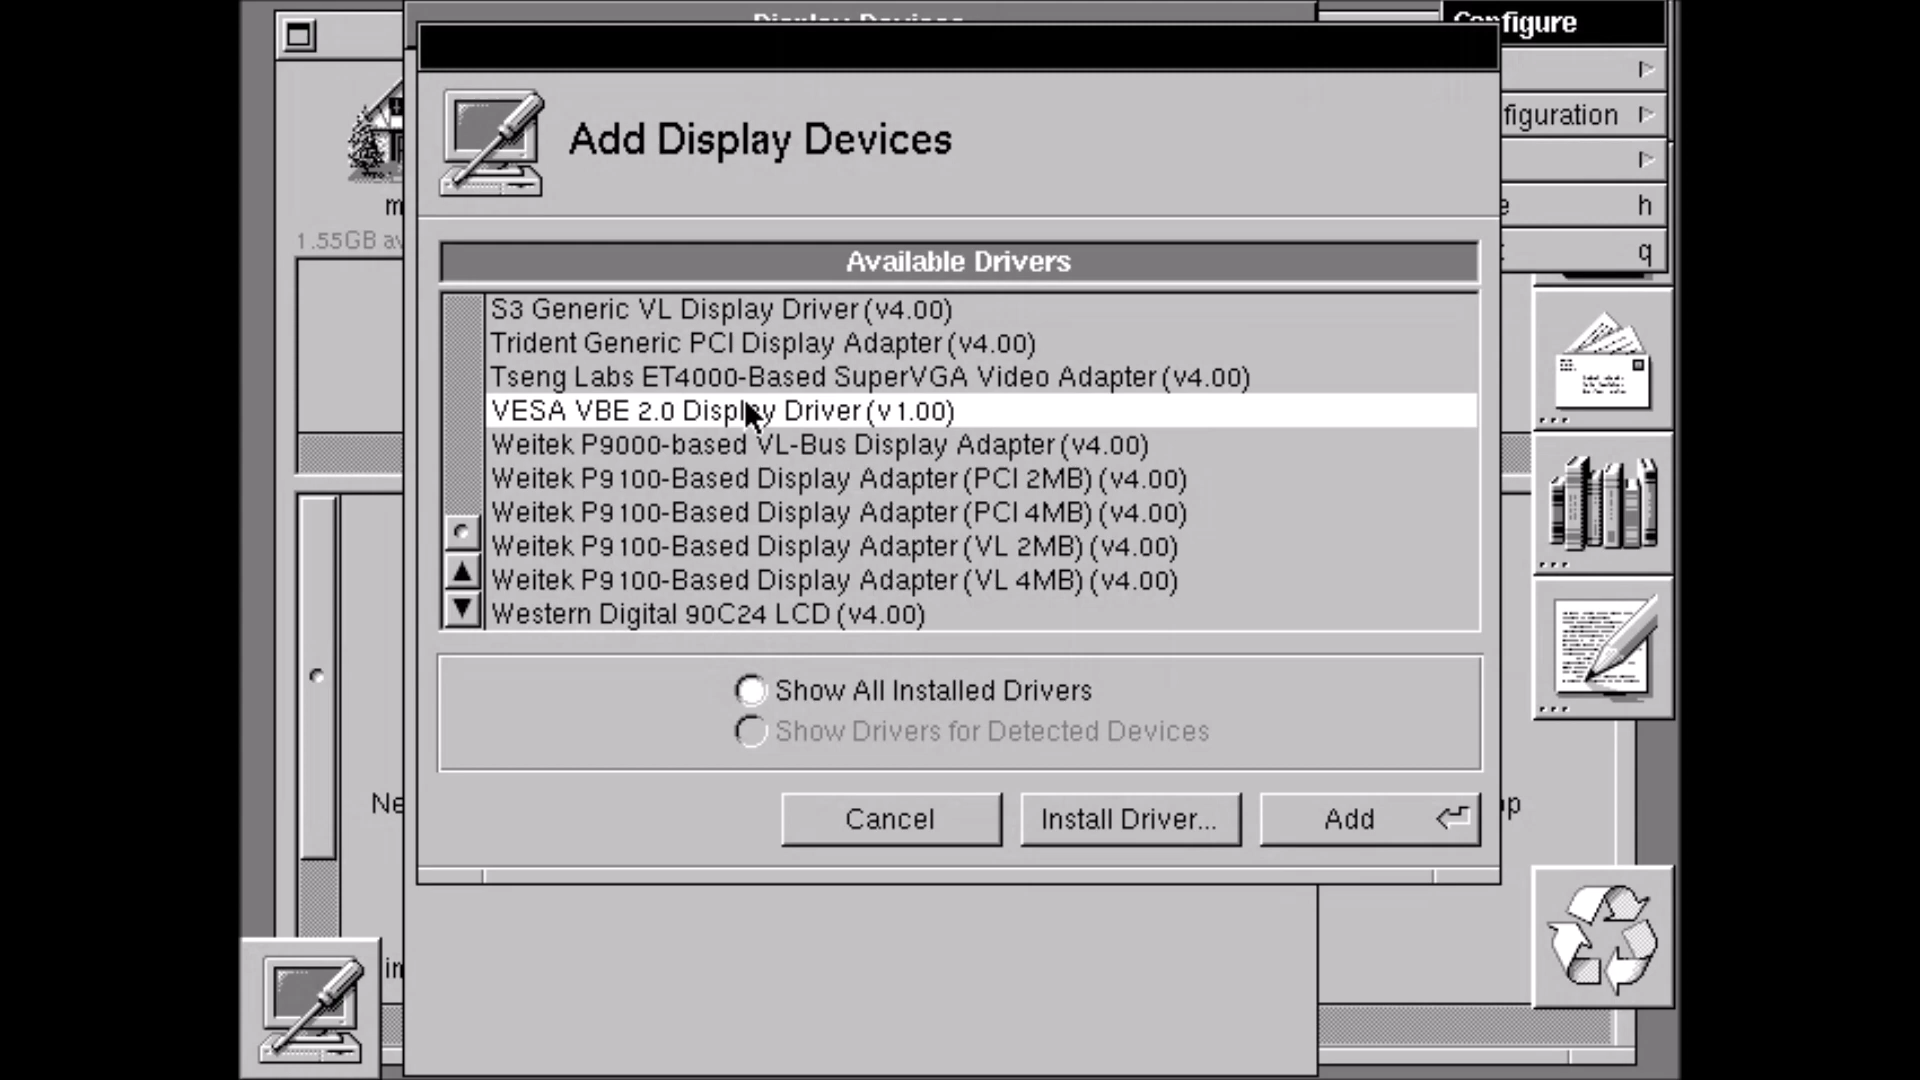 Display Devices
Configure
Add Display Devices
figuration
h
q
1.55GB av
Available Drivers
S3 Generic VL Display Driver (v4.00)
Trident Generic PCI Display Adapter (v4.00)
Tseng Labs ET4000-Based SuperVGA Video Adapter (v4.00)
VESA VBE 2.0 Display Driver (v1.00)
Weitek P9000-based VL-Bus Display Adapter (v4.00)
Weitek P9100-Based Display Adapter (PCI 2MB) (v4.00)
Weitek P9100-Based Display Adapter (PCI 4MB) (v4.00)
Weitek P9100-Based Display Adapter (VL 2MB) (v4.00)
Weitek P9100-Based Display Adapter (VL 4MB) (v4.00)
Western Digital 90C24 LCD (v4.00)
Show All Installed Drivers
Show Drivers for Detected Devices
Ne
Cancel
Install Driver...
Add